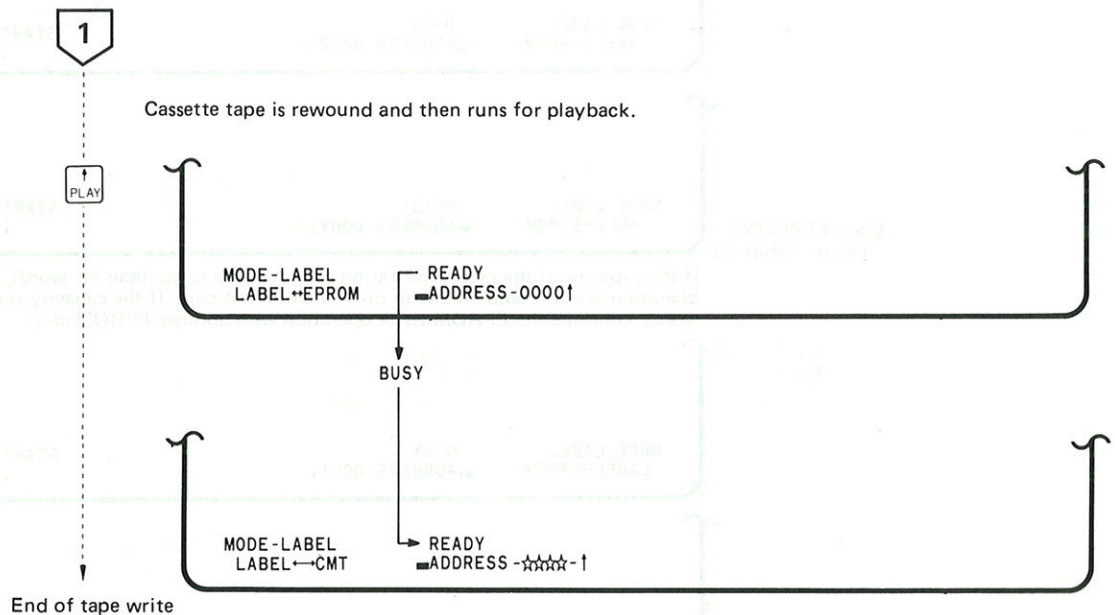 1
Cassette tape is rewound and then runs for playback.
↑
PLAY
MODE-LABEL READY
LABEL↔EPROM ▬ADDRESS-0000↑
BUSY
MODE-LABEL READY
LABEL←→CMT ▬ADDRESS-☆☆☆☆-↑
End of tape write